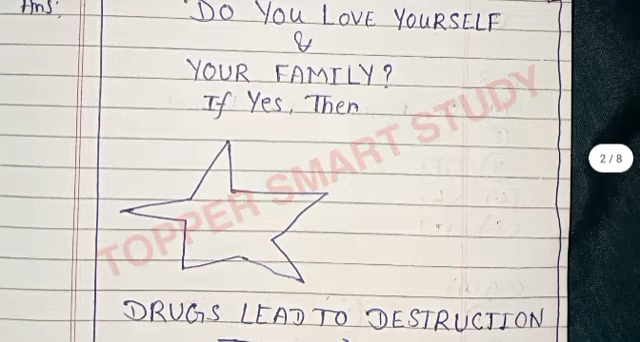 Ans;
DO YOU LOVE YOURSELF
&
YOUR FAMILY?
If Yes, Then
TOPPER SMART STUDY
2/8
DRUGS LEAD TO DESTRUCTION